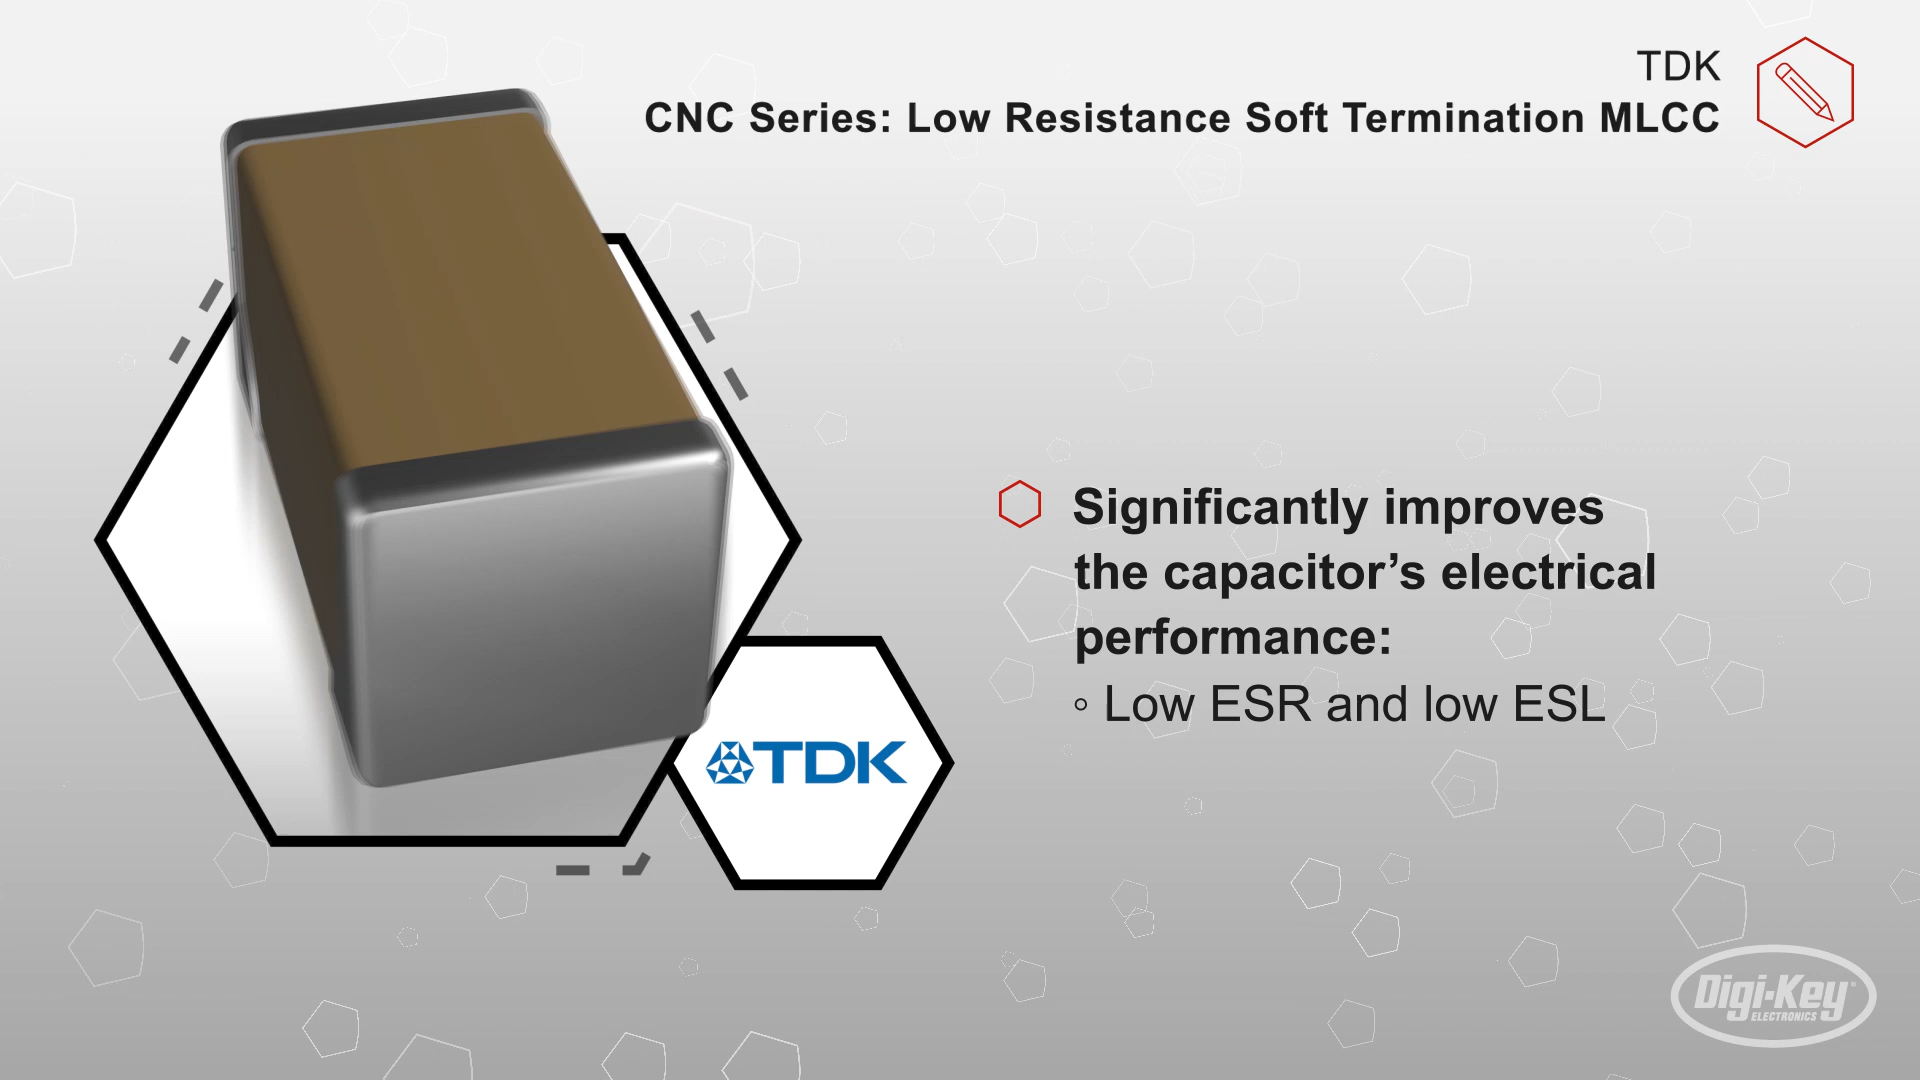 TDK
CNC Series: Low Resistance Soft Termination MLCC
Significantly improves
the capacitor’s electrical
performance:
◦ Low ESR and low ESL
TDK
Digi-Key®
ELECTRONICS